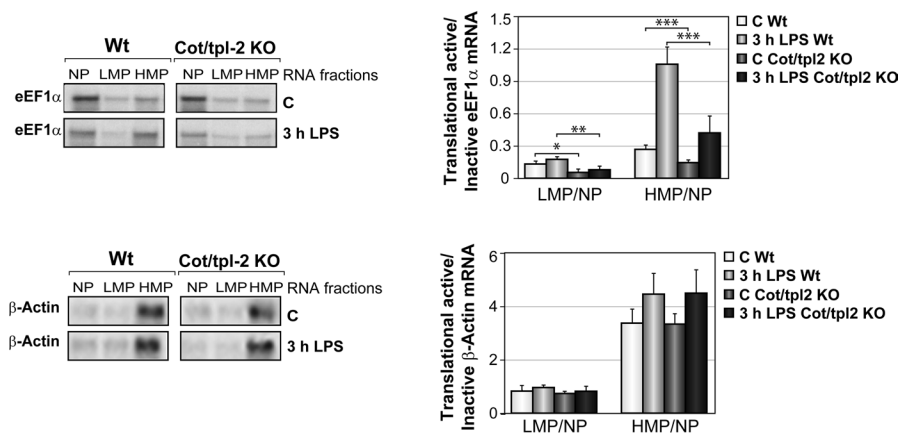 Wt Cot/tpl-2 KO
NP LMP HMP NP LMP HMP RNA fractions
eEF1α C
eEF1α 3 h LPS
Translational active/
Inactive eEF1α mRNA
1.5
1.2
0.9
0.6
0.3
0
*** 
***
**
*
LMP/NP HMP/NP
C Wt
3 h LPS Wt
C Cot/tpl2 KO
3 h LPS Cot/tpl2 KO
Wt Cot/tpl-2 KO
NP LMP HMP NP LMP HMP RNA fractions
β-Actin C
β-Actin 3 h LPS
Translational active/
Inactive β-Actin mRNA
6
4
2
0
LMP/NP HMP/NP
C Wt
3 h LPS Wt
C Cot/tpl2 KO
3 h LPS Cot/tpl2 KO